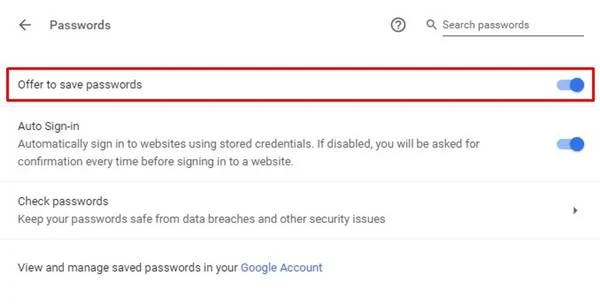 Passwords
Search passwords
Offer to save passwords
Auto Sign-in
Automatically sign in to websites using stored credentials. If disabled, you will be asked for
confirmation every time before signing in to a website.
Check passwords
Keep your passwords safe from data breaches and other security issues
View and manage saved passwords in your Google Account